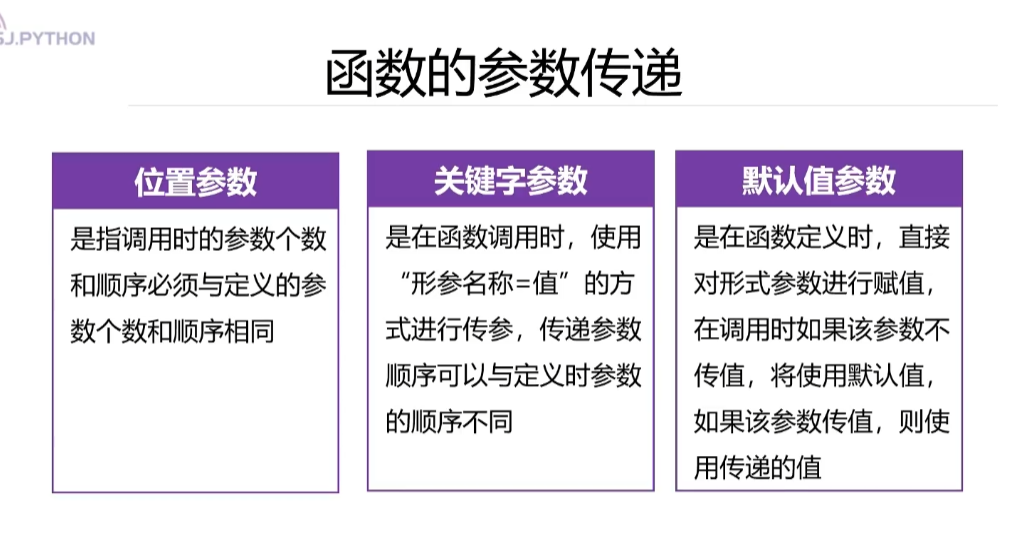 SJ.PYTHON
函数的参数传递
位置参数
是指调用时的参数个数
和顺序必须与定义的参
数个数和顺序相同
关键字参数
是在函数调用时，使用
“形参名称=值”的方
式进行传参，传递参数
顺序可以与定义时参数
的顺序不同
默认值参数
是在函数定义时，直接
对形式参数进行赋值，
在调用时如果该参数不
传值，将使用默认值，
如果该参数传值，则使
用传递的值